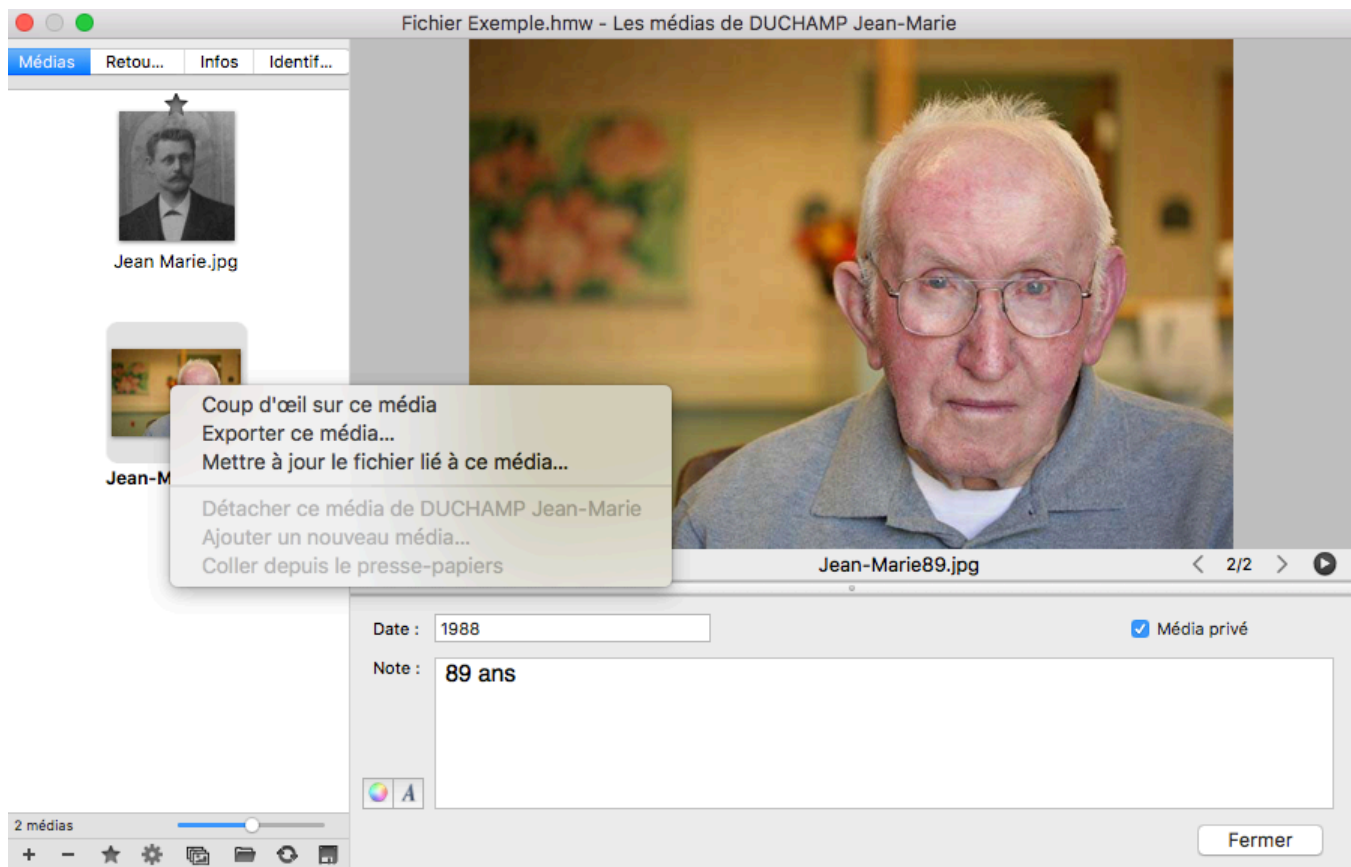 Fichier Exemple.hmw - Les médias de DUCHAMP Jean-Marie
Médias Retou... Infos Identif...
Jean Marie.jpg
Coup d'œil sur ce média
Exporter ce média...
Mettre à jour le fichier lié à ce média...
Jean-M
Détacher ce média de DUCHAMP Jean-Marie
Ajouter un nouveau média...
Coller depuis le presse-papiers
Jean-Marie89.jpg 2/2
Date : 1988 Média privé
Note : 89 ans
A
2 médias
Fermer